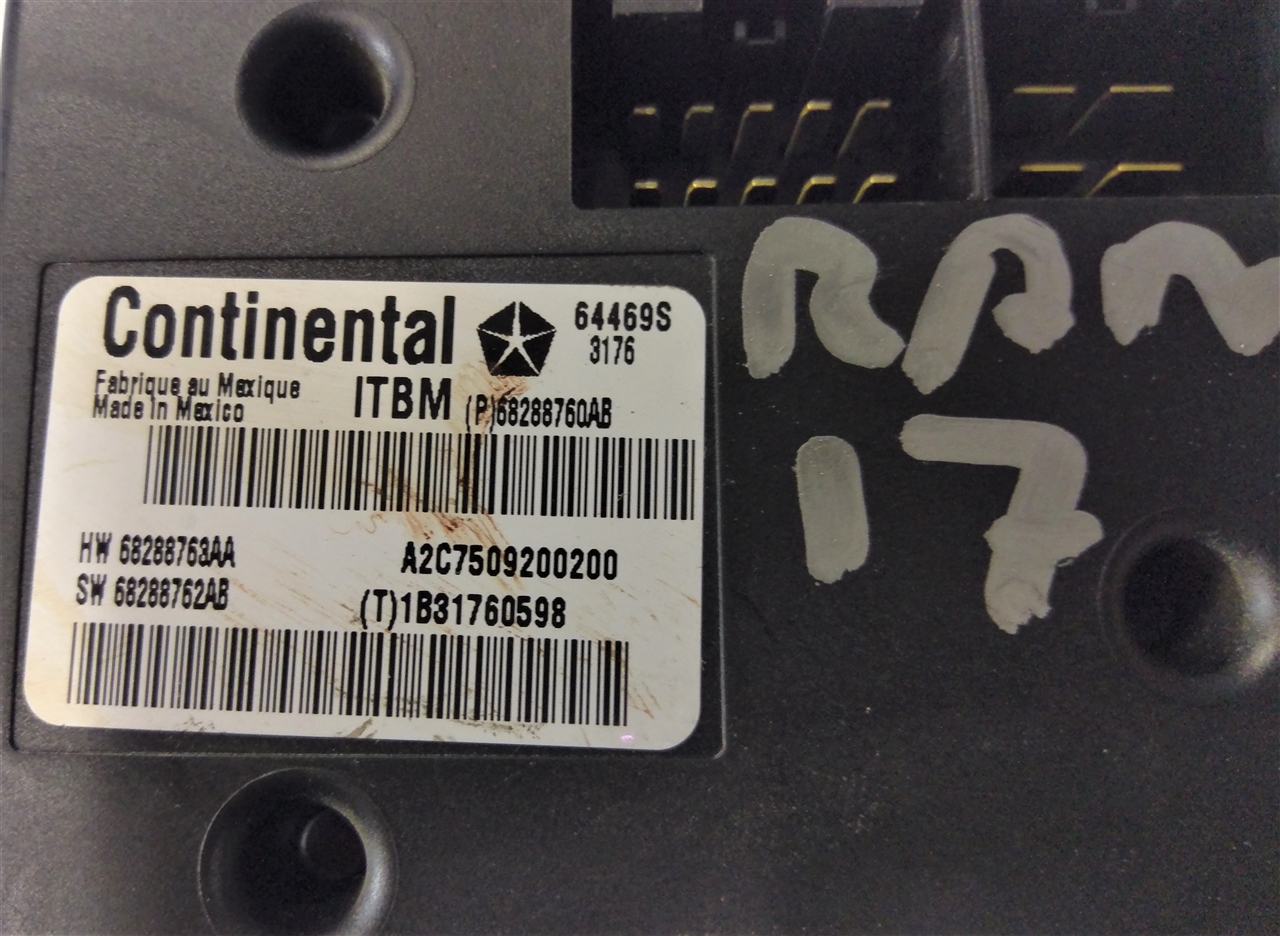 Continental
64469S
3176
Fabrique au Mexique
Made in Mexico
ITBM (P)68288760AB
HW 68288763AA
A2C7509200200
SW 68288762AB
(T)1B31760598
RAM
17